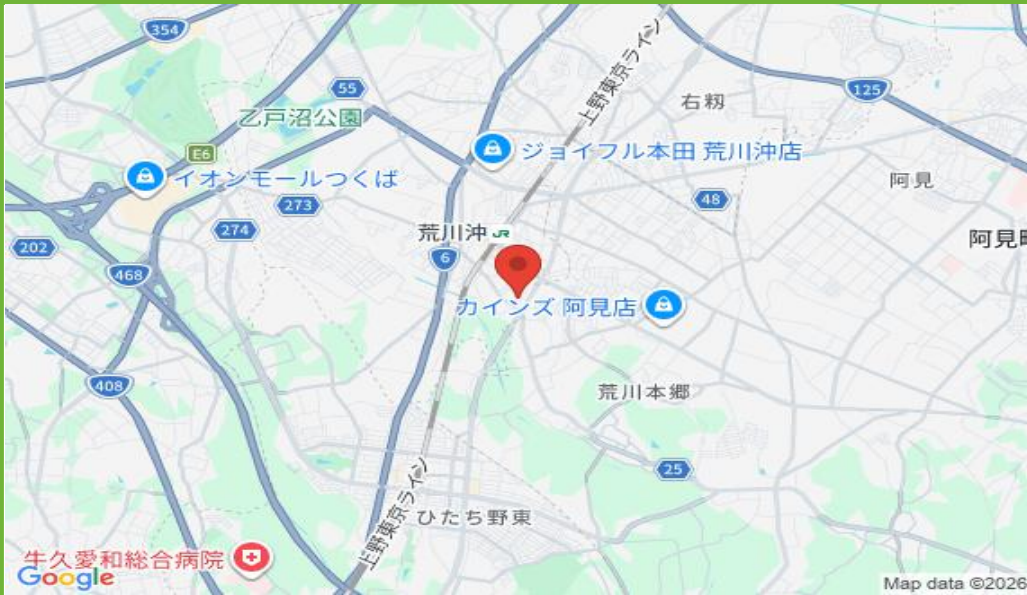 354
55
上野東京ライン
右籾
125
乙戸沼公園
E6
ジョイフル本田 荒川沖店
イオンモールつくば
阿見
273
48
274
荒川沖 JR
阿見町
202
6
468
カインズ 阿見店
408
荒川本郷
25
上野東京ライン
ひたち野東
牛久愛和総合病院
Google
Map data ©2026